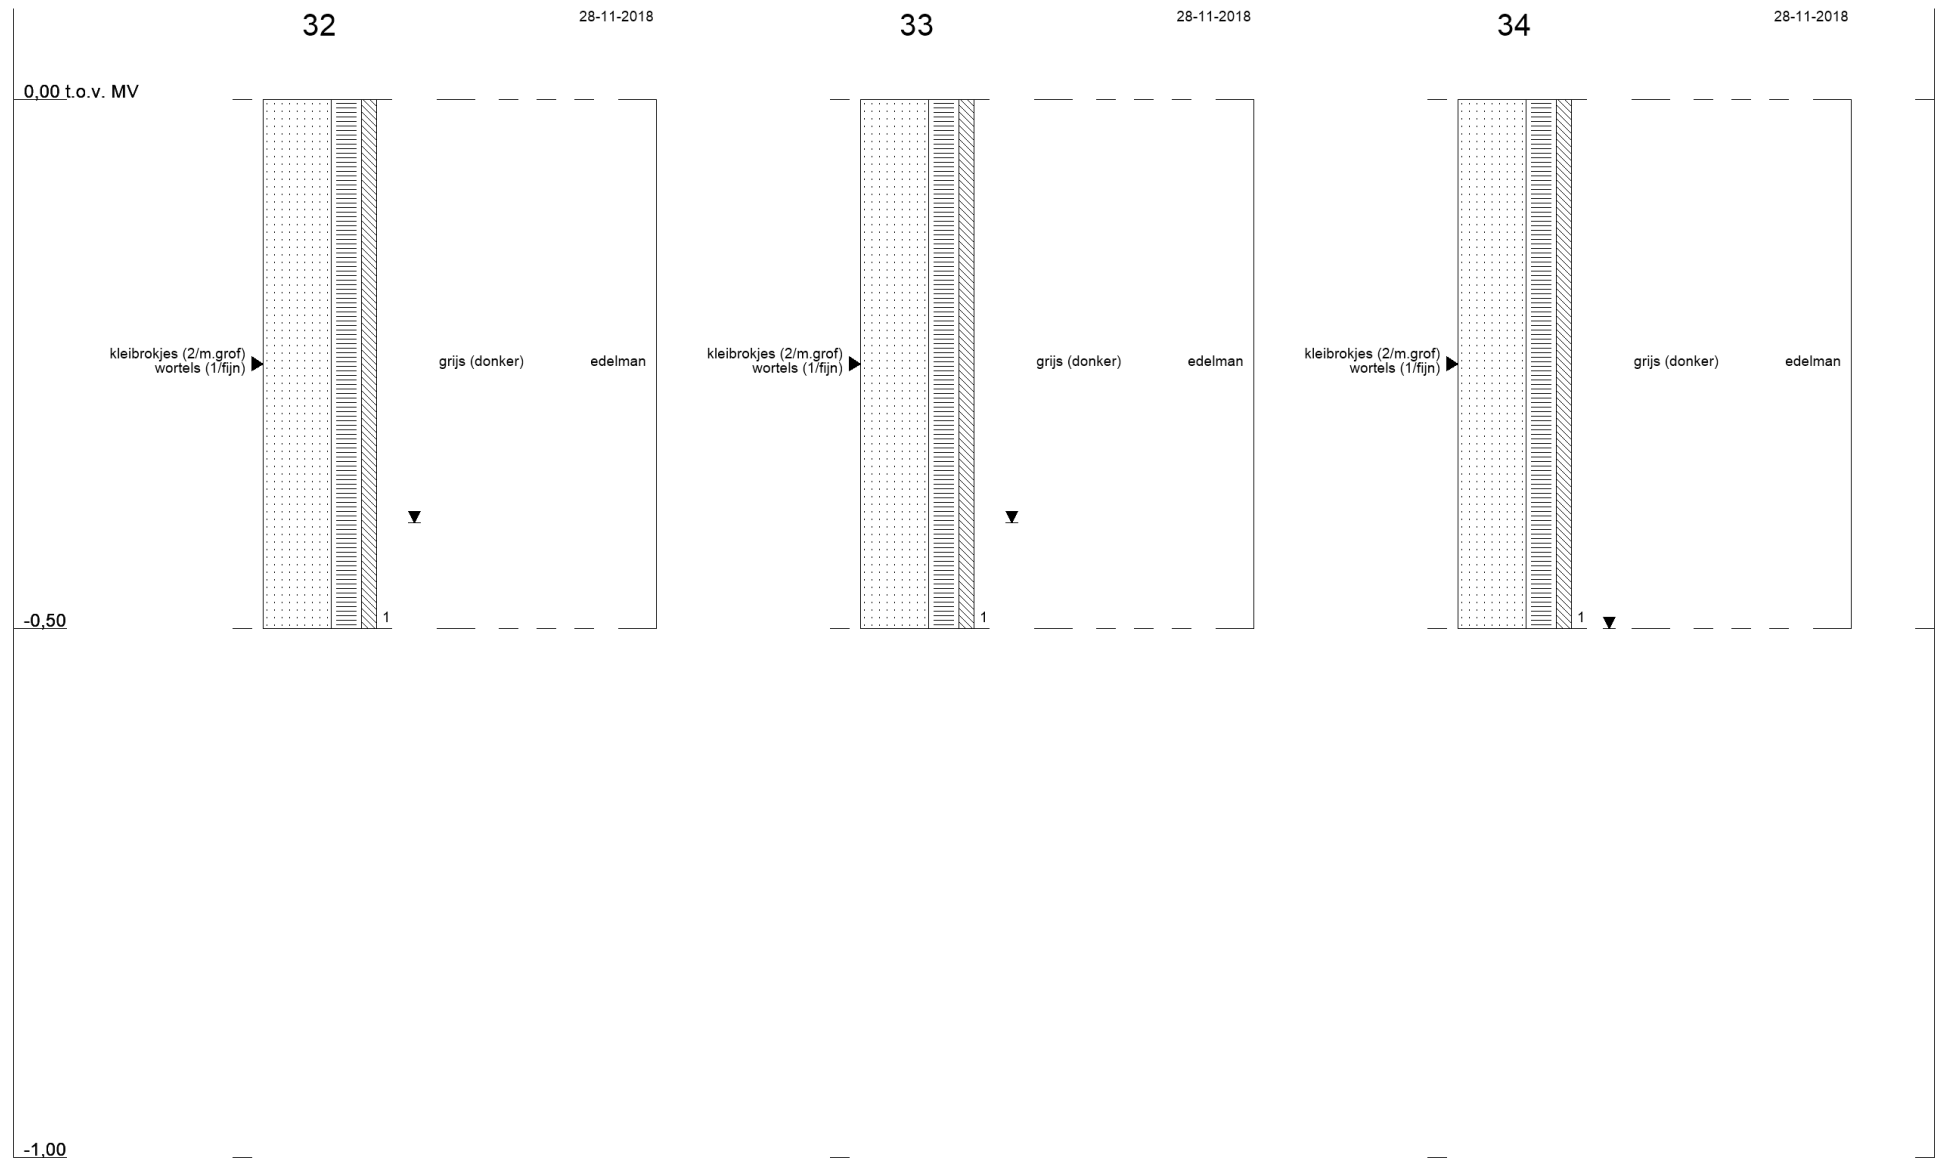 32
28-11-2018
33
28-11-2018
34
28-11-2018
0,00 t.o.v. MV
kleibrokjes (2/m.grof)
wortels (1/fijn)
grijs (donker)
edelman
kleibrokjes (2/m.grof)
wortels (1/fijn)
grijs (donker)
edelman
kleibrokjes (2/m.grof)
wortels (1/fijn)
grijs (donker)
edelman
-0,50
1
1
1
-1,00